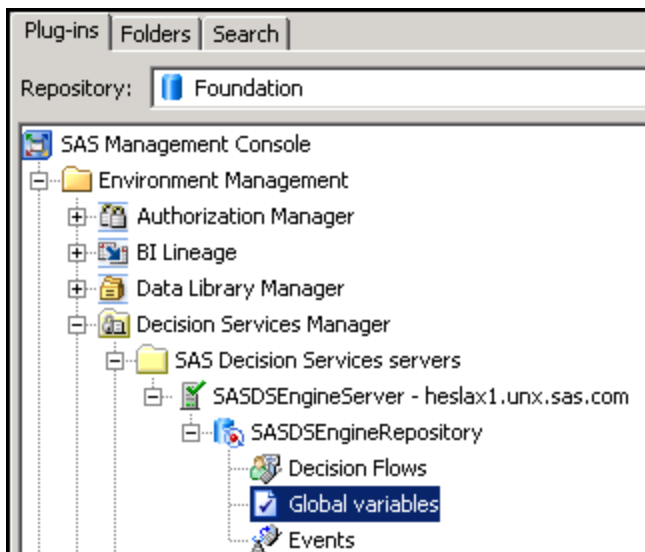 Plug-ins Folders Search
Repository: Foundation
SAS Management Console
Environment Management
Authorization Manager
BI Lineage
Data Library Manager
Decision Services Manager
SAS Decision Services servers
SASDSEngineServer - heslax1.unx.sas.com
SASDSEngineRepository
Decision Flows
Global variables
Events